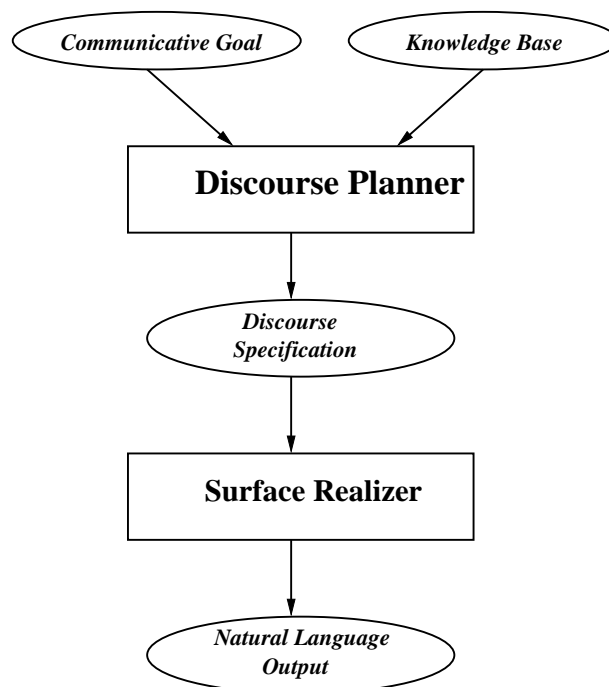 Communicative Goal
Knowledge Base
Discourse Planner
Discourse
Specification
Surface Realizer
Natural Language
Output